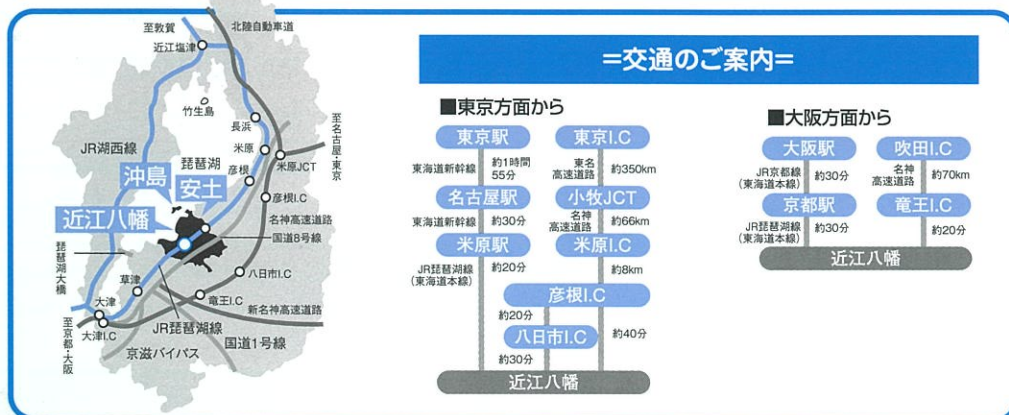 至敦賀
北陸自動車道
近江塩津
竹生島
長浜
至名古屋・東京
JR湖西線
米原
琵琶湖
米原JCT
沖島
彦根
安土
彦根I.C
近江八幡
名神高速道路
国道8号線
琵琶湖大橋
八日市I.C
草津
大津
竜王I.C
新名神高速道路
大津I.C
JR琵琶湖線
至京都・大阪
国道1号線
京滋バイパス
=交通のご案内=
■東京方面から
東京駅
東海道新幹線
約1時間
55分
名古屋駅
東海道新幹線
約30分
米原駅
JR琵琶湖線
(東海道本線)
約20分
東京I.C
東名
高速道路
約350km
小牧JCT
名神
高速道路
約66km
米原I.C
約8km
彦根I.C
約20分
八日市I.C
約40分
約30分
近江八幡
■大阪方面から
大阪駅
JR京都線
(東海道本線)
約30分
京都駅
JR琵琶湖線
(東海道本線)
約30分
吹田I.C
名神
高速道路
約70km
竜王I.C
約20分
近江八幡